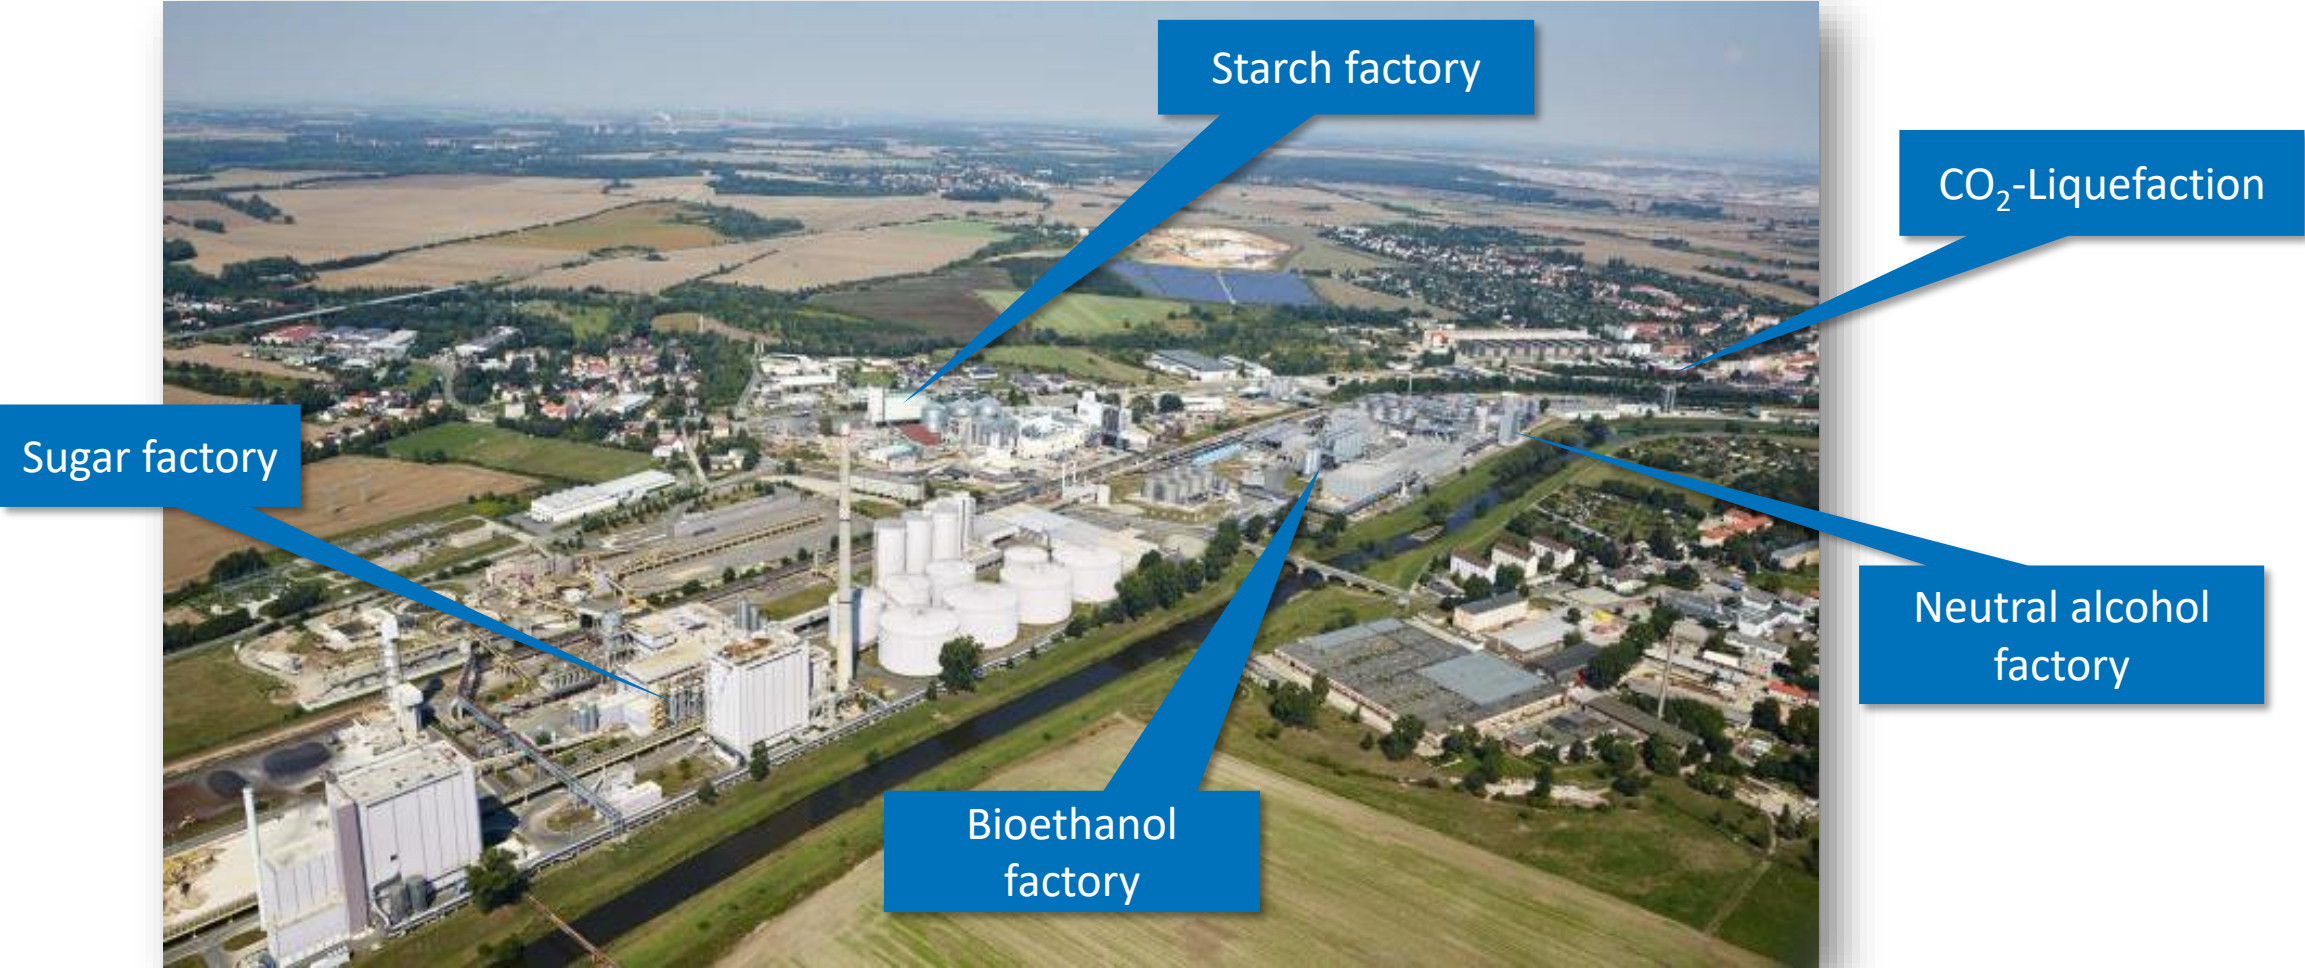 Starch factory
CO₂-Liquefaction
Sugar factory
Neutral alcohol
factory
Bioethanol
factory